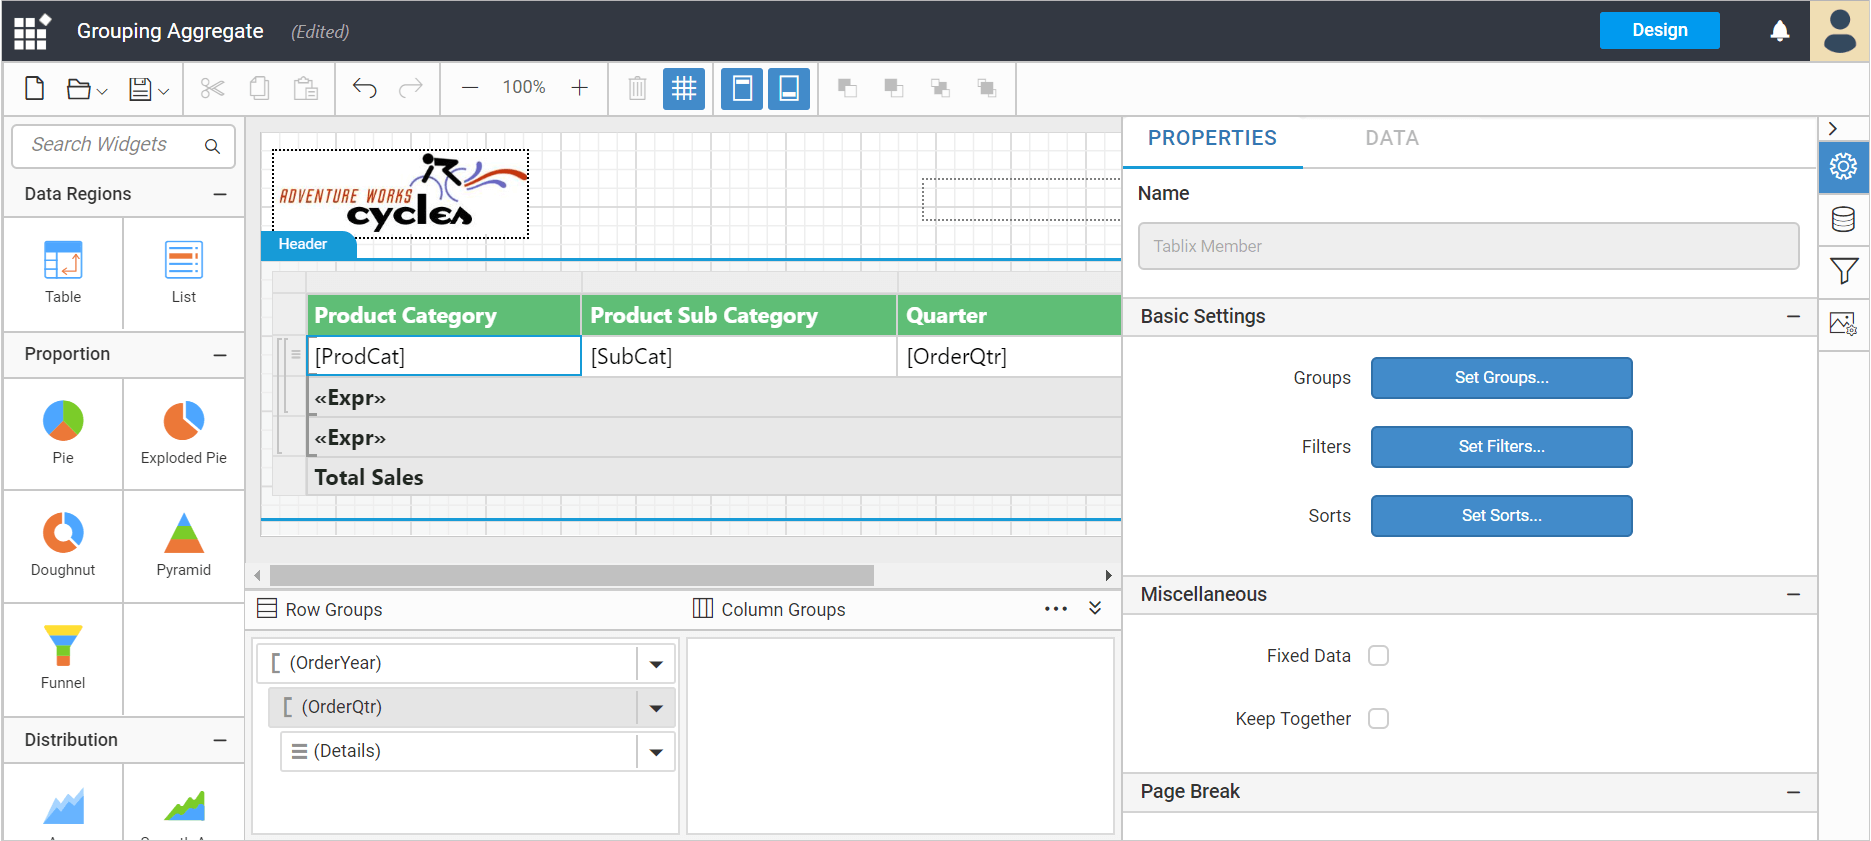 Grouping Aggregate (Edited)
Design
100%
Search Widgets
Data Regions
Table
List
Proportion
Pie
Exploded Pie
Doughnut
Pyramid
Funnel
Distribution
ADVENTURE WORKS
cycles
Header
Product Category Product Sub Category Quarter
[ProdCat] [SubCat] [OrderQtr]
«Expr»
«Expr»
Total Sales
Row Groups
Column Groups
(OrderYear)
(OrderQtr)
(Details)
PROPERTIES DATA
Name
Tablix Member
Basic Settings
Groups Set Groups...
Filters Set Filters...
Sorts Set Sorts...
Miscellaneous
Fixed Data
Keep Together
Page Break